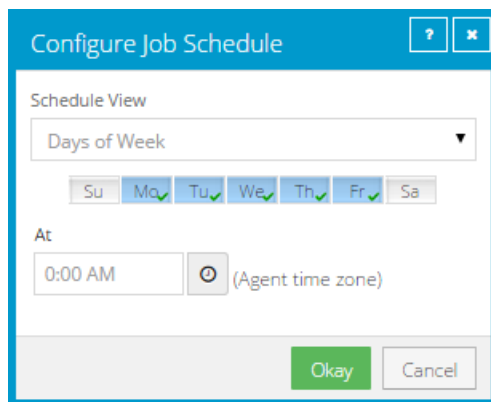 Configure Job Schedule ? ×
Schedule View
Days of Week
Su Mo Tu We Th Fr Sa
At
0:00 AM (Agent time zone)
Okay Cancel